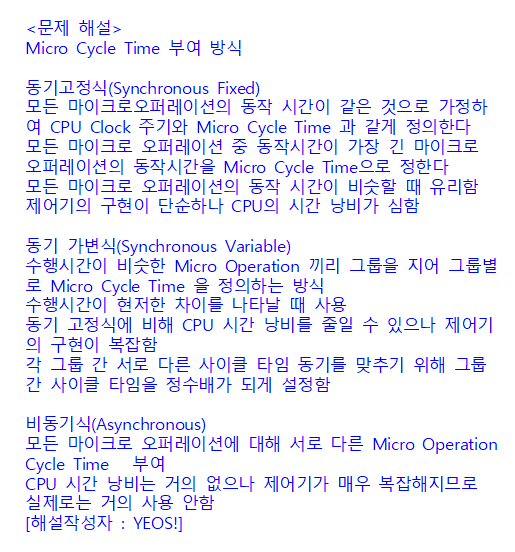 <문제 해설>
Micro Cycle Time 부여 방식
동기고정식(Synchronous Fixed)
모든 마이크로오퍼레이션의 동작 시간이 같은 것으로 가정하
여 CPU Clock 주기와 Micro Cycle Time 과 같게 정의한다
모든 마이크로 오퍼레이션 중 동작시간이 가장 긴 마이크로
오퍼레이션의 동작시간을 Micro Cycle Time으로 정한다
모든 마이크로 오퍼레이션의 동작 시간이 비슷할 때 유리함
제어기의 구현이 단순하나 CPU의 시간 낭비가 심함
동기 가변식(Synchronous Variable)
수행시간이 비슷한 Micro Operation 끼리 그룹을 지어 그룹별
로 Micro Cycle Time 을 정의하는 방식
수행시간이 현저한 차이를 나타날 때 사용
동기 고정식에 비해 CPU 시간 낭비를 줄일 수 있으나 제어기
의 구현이 복잡함
각 그룹 간 서로 다른 사이클 타임 동기를 맞추기 위해 그룹
간 사이클 타임을 정수배가 되게 설정함
비동기식(Asynchronous)
모든 마이크로 오퍼레이션에 대해 서로 다른 Micro Operation
Cycle Time 부여
CPU 시간 낭비는 거의 없으나 제어기가 매우 복잡해지므로
실제로는 거의 사용 안함
[해설작성자 : YEOS!]